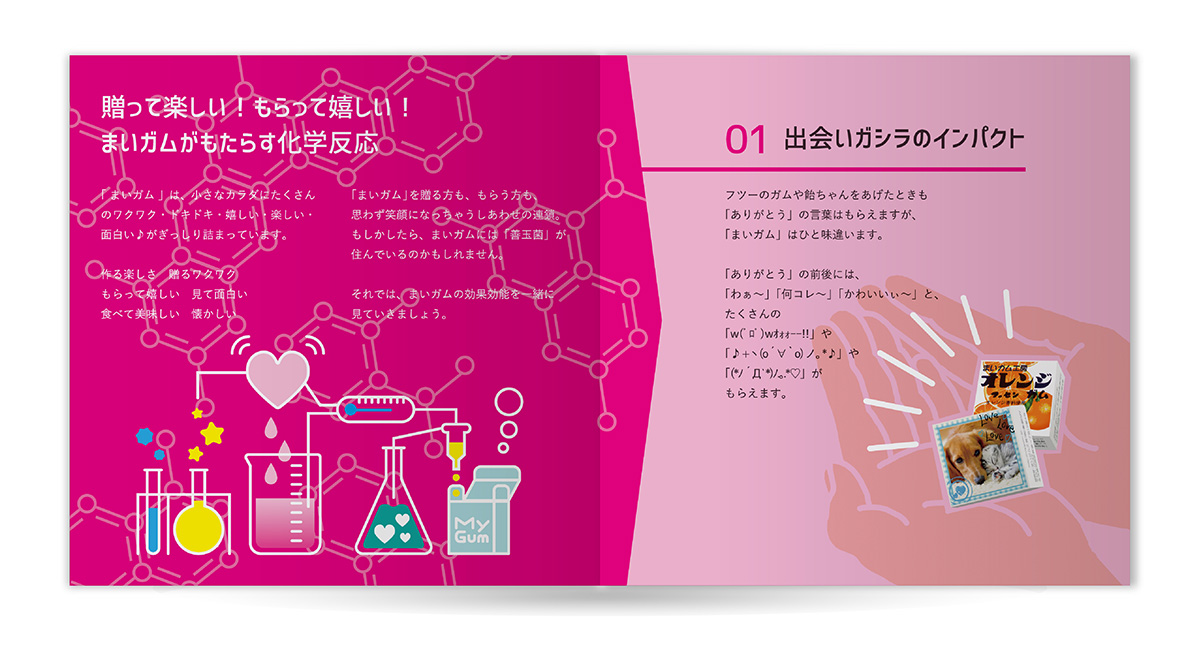 贈って楽しい！もらって嬉しい！
まいガムがもたらす化学反応
「まいガム 」は、小さなカラダにたくさん
のワクワク・ドキドキ・嬉しい・楽しい・
面白い♪がぎっしり詰まっています。
作る楽しさ　贈るワクワク
もらって嬉しい　見て面白い
食べて美味しい　懐かしい
「まいガム」を贈る方も、もらう方も、
思わず笑顔になっちゃうしあわせの連鎖。
もしかしたら、まいガムには「善玉菌」が
住んでいるのかもしれません。
それでは、まいガムの効果効能を一緒に
見ていきましょう。
My
Gum
01 出会いガシラのインパクト
フツーのガムや飴ちゃんをあげたときも
「ありがとう」の言葉はもらえますが、
「まいガム」はひと味違います。
「ありがとう」の前後には、
「わぁ〜」「何コレ〜」「かわいいぃ〜」と、
たくさんの
「w(ﾟﾛﾟ)wｵｫｫｰｰ!!」や
「♪+ヽ(o´∀`o)ノ｡*♪」や
「(*ﾉ´Д`*)ﾉ｡.*♡」が
もらえます。
まいガム工房
オレンジ
ガム
Love
Love
Love